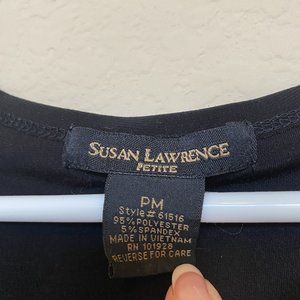 SUSAN LAWRENCE
PETITE
PM
Style# 61516
95% POLYESTER
5% SPANDEX
MADE IN VIETNAM
RN 101928
REVERSE FOR CARE